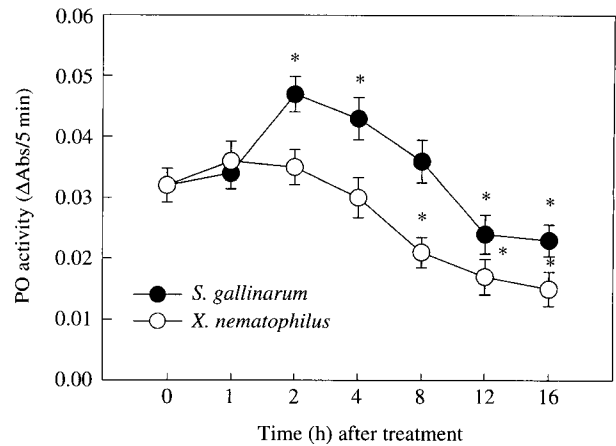 0.06
0.05
0.04
0.03
0.02
0.01
0.00
PO activity (ΔAbs/5 min)
* * * * * * *
S. gallinarum
X. nematophilus
0 1 2 4 8 12 16
Time (h) after treatment